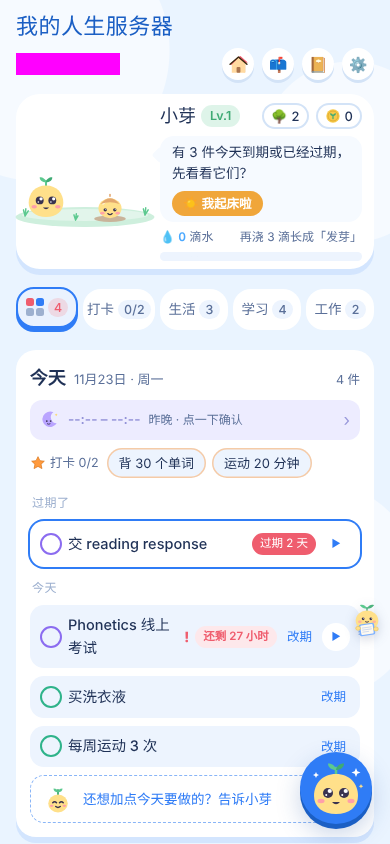 我的人生服务器
小芽 Lv.1 2 0
有 3 件今天到期或已经过期，
先看看它们?
我起床啦
0 滴水 再浇 3 滴长成「发芽」
4 打卡 0/2 生活 3 学习 4 工作 2
今天 11月23日 · 周一 4 件
--:-- – --:-- 昨晚 · 点一下确认 ›
打卡 0/2 背 30 个单词 运动 20 分钟
过期了
交 reading response 过期 2 天
今天
Phonetics 线上
考试 ! 还剩 27 小时 改期
买洗衣液 改期
每周运动 3 次 改期
还想加点今天要做的? 告诉小芽